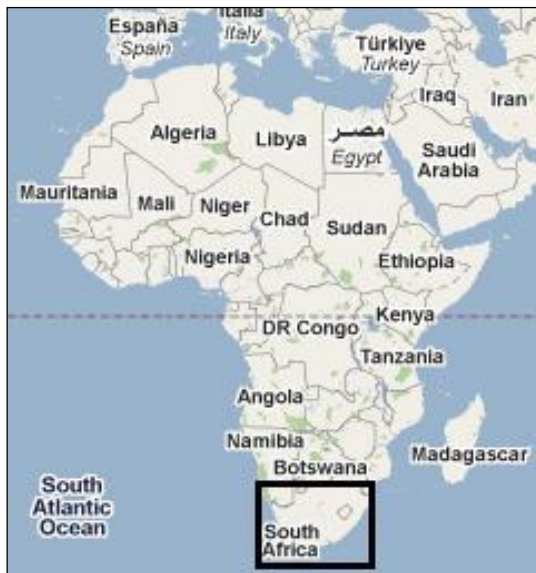 Italia
Italy
España
Spain
Türkiye
Turkey
Iraq
Iran
Algeria
Libya
مصر
Egypt
Saudi
Arabia
Mauritania
Mali
Niger
Chad
Sudan
Nigeria
Ethiopia
DR Congo
Kenya
Tanzania
Angola
Namibia
Madagascar
Botswana
South
Atlantic
Ocean
South
Africa